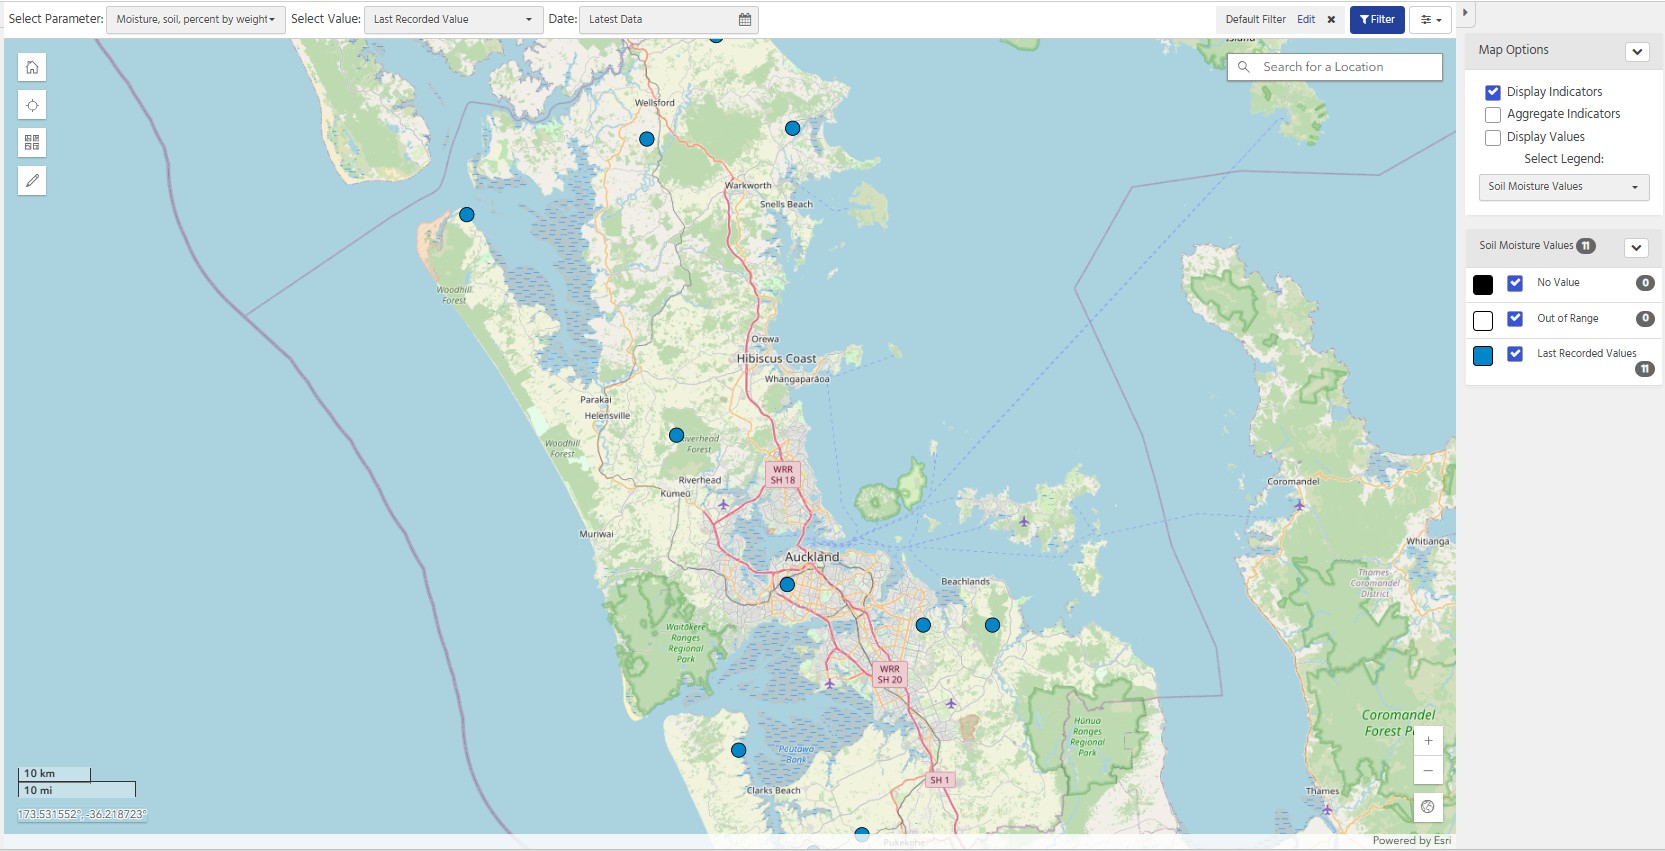 Select Parameter:
Moisture, soil, percent by weight
Select Value:
Last Recorded Value
Date:
Latest Data
Default Filter
Edit
Filter
Search for a Location
Wellsford
Warkworth
Snells Beach
Woodhill
Forest
Orewa
Hibiscus Coast
Whangaparāoa
Parakai
Helensville
Woodhill
Forest
Forest
WRR
SH 18
Riverhead
Kumeū
Muriwai
Auckland
Beachlands
Waitākere
Ranges
Regional
Park
WRR
SH 20
Hūnua
Ranges
Regional
Park
Poutawa
Bank
SH 1
Clarks Beach
Pukekohe
Coromandel
Whitianga
Thames-
Coromandel
District
Coromandel
Thames
10 km
10 mi
173.531552°, -36.218723°
Powered by Esri
Map Options
Display Indicators
Aggregate Indicators
Display Values
Select Legend:
Soil Moisture Values
Soil Moisture Values 11
No Value 0
Out of Range 0
Last Recorded Values
11